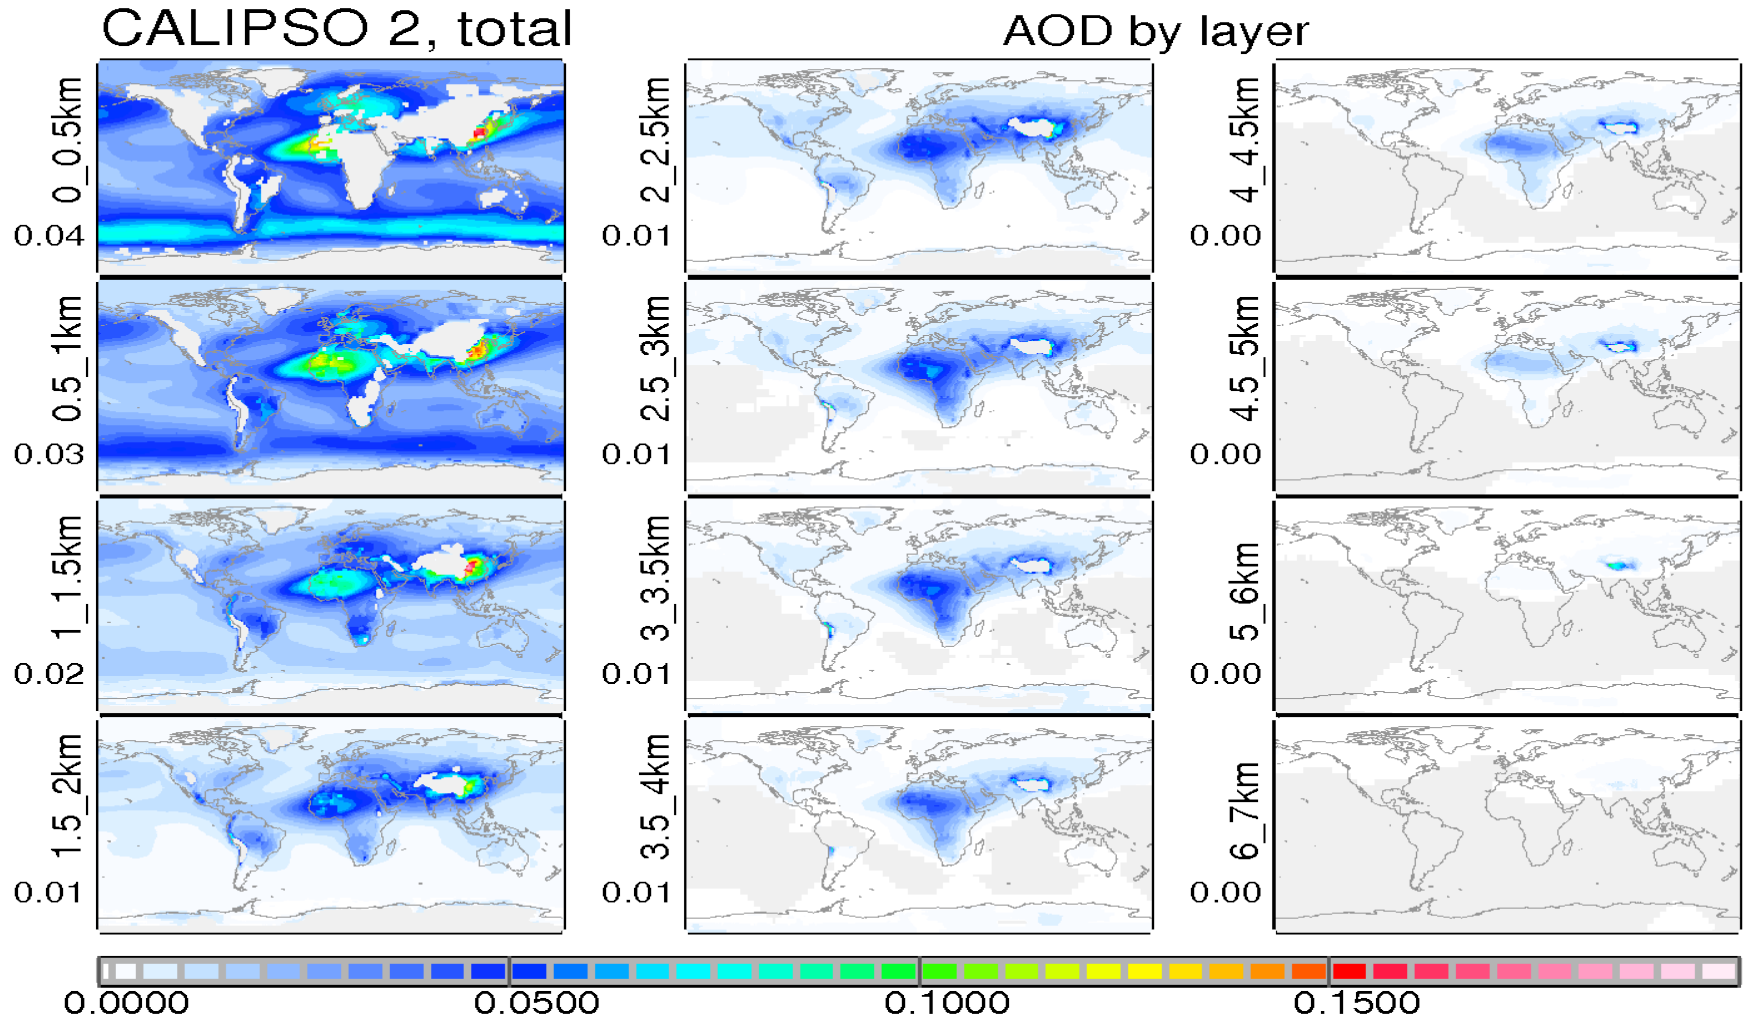 CALIPSO 2, total
AOD by layer
0_0.5km
0.04
2_2.5km
0.01
4_4.5km
0.00
0.5_1km
0.03
2.5_3km
0.01
4.5_5km
0.00
1_1.5km
0.02
3_3.5km
0.01
5_6km
0.00
1.5_2km
0.01
3.5_4km
0.01
6_7km
0.00
0.0000 0.0500 0.1000 0.1500